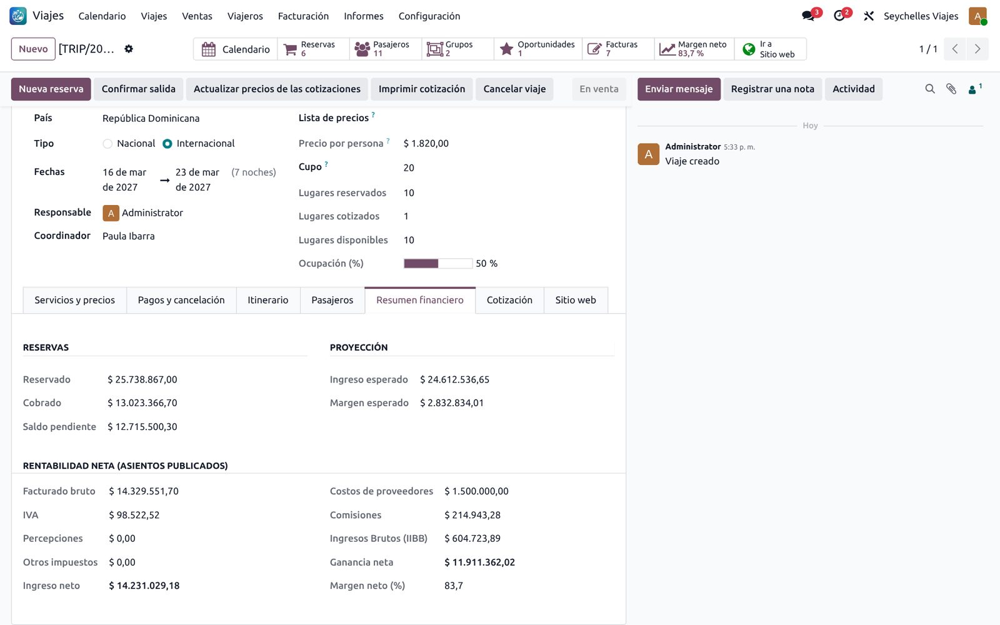 Viajes
Calendario
Viajes
Ventas
Viajeros
Facturación
Informes
Configuración
3
2
Seychelles Viajes
A
Nuevo
[TRIP/20...
Calendario
Reservas
6
Pasajeros
11
Grupos
2
Oportunidades
1
Facturas
7
Margen neto
83,7 %
Ir a
Sitio web
1 / 1
Nueva reserva
Confirmar salida
Actualizar precios de las cotizaciones
Imprimir cotización
Cancelar viaje
En venta
Enviar mensaje
Registrar una nota
Actividad
1
País
República Dominicana
Tipo
Nacional
Internacional
Fechas
16 de mar
de 2027
23 de mar
de 2027
(7 noches)
Responsable
A
Administrator
Coordinador
Paula Ibarra
Lista de precios ?
Precio por persona ?
$ 1.820,00
Cupo ?
20
Lugares reservados
10
Lugares cotizados
1
Lugares disponibles
10
Ocupación (%)
50 %
Hoy
A
Administrator 5:33 p. m.
Viaje creado
Servicios y precios
Pagos y cancelación
Itinerario
Pasajeros
Resumen financiero
Cotización
Sitio web
RESERVAS
Reservado
$ 25.738.867,00
Cobrado
$ 13.023.366,70
Saldo pendiente
$ 12.715.500,30
PROYECCIÓN
Ingreso esperado
$ 24.612.536,65
Margen esperado
$ 2.832.834,01
RENTABILIDAD NETA (ASIENTOS PUBLICADOS)
Facturado bruto
$ 14.329.551,70
IVA
$ 98.522,52
Percepciones
$ 0,00
Otros impuestos
$ 0,00
Ingreso neto
$ 14.231.029,18
Costos de proveedores
$ 1.500.000,00
Comisiones
$ 214.943,28
Ingresos Brutos (IIBB)
$ 604.723,89
Ganancia neta
$ 11.911.362,02
Margen neto (%)
83,7